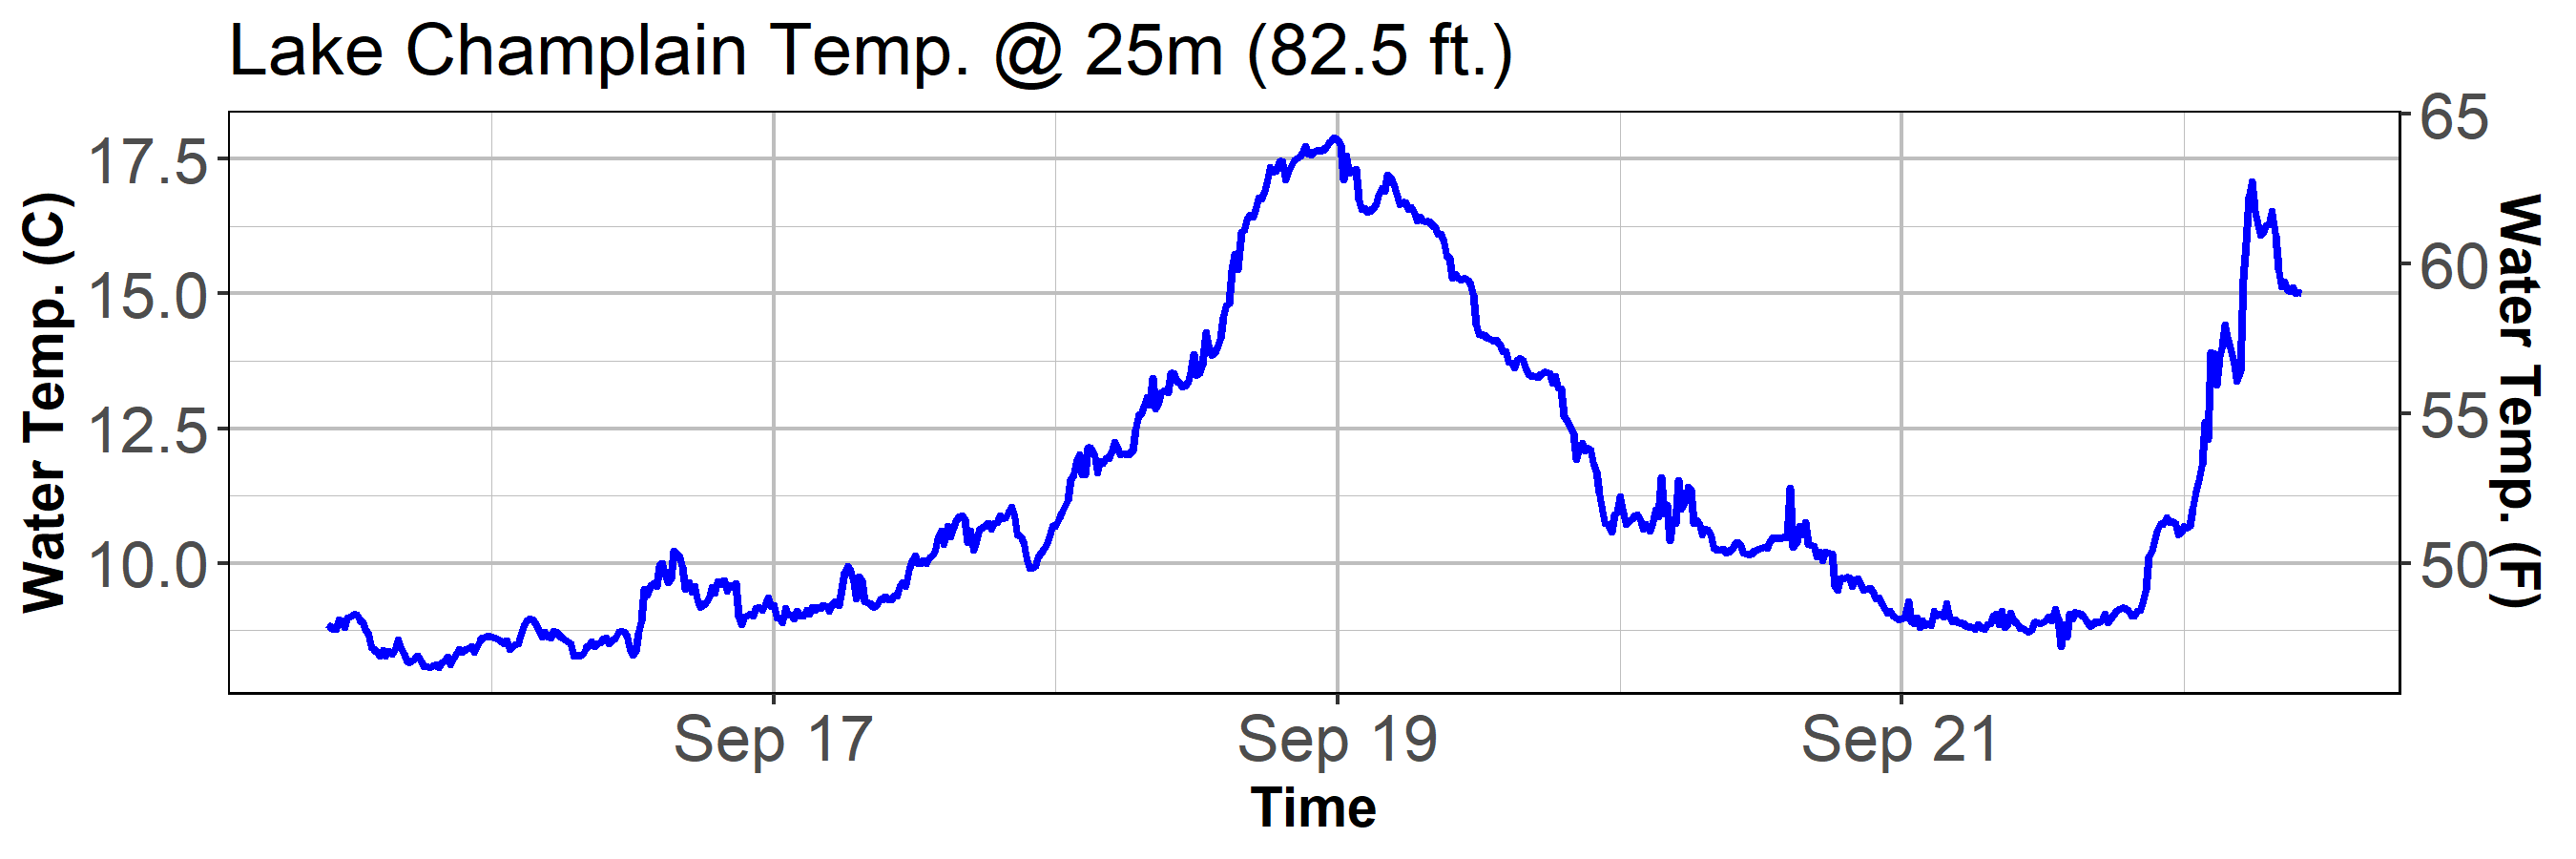 Lake Champlain Temp. @ 25m (82.5 ft.)
Water Temp. (C)
17.5
15.0
12.5
10.0
65
60
55
50
Water Temp. (F)
Sep 17
Sep 19
Sep 21
Time